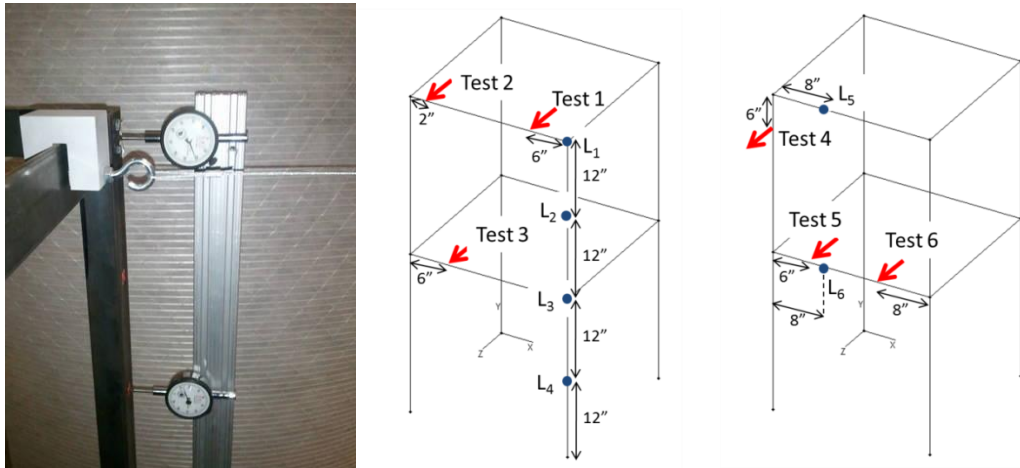 Test 2
2”
Test 1
6”
L₁
12”
L₂
Test 3
12”
6”
L₃
Y
12”
Z
X
L₄
12”
8”
L₅
6”
Test 4
Test 5
Test 6
6”
L₆
8”
8”
Y
Z
X